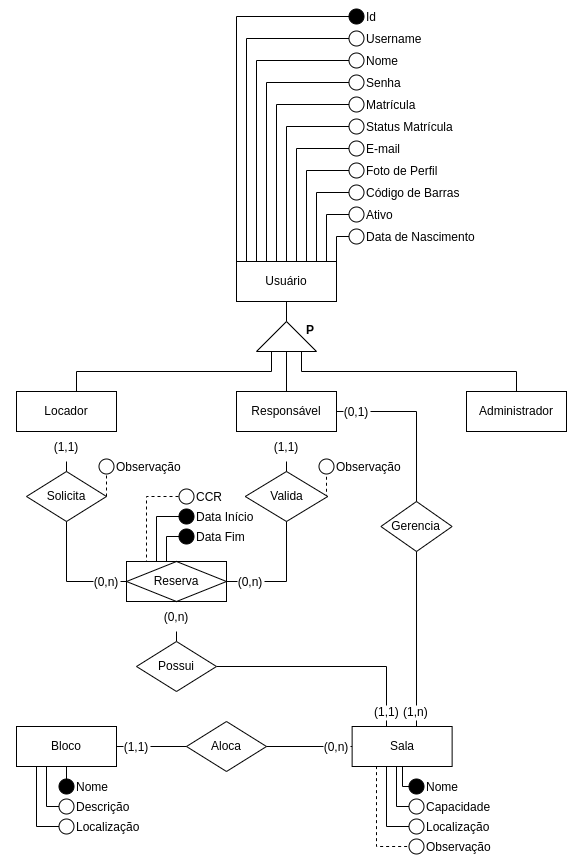 Id
Username
Nome
Senha
Matrícula
Status Matrícula
E-mail
Foto de Perfil
Código de Barras
Ativo
Data de Nascimento
Usuário
P
Locador
Responsável
(0,1)
Administrador
(1,1)
(1,1)
Observação
Observação
Solicita
CCR
Valida
Data Início
Gerencia
Data Fim
(0,n)
Reserva
(0,n)
(0,n)
Possui
(1,1)
(1,n)
Bloco
(1,1)
Aloca
(0,n)
Sala
Nome
Descrição
Localização
Nome
Capacidade
Localização
Observação